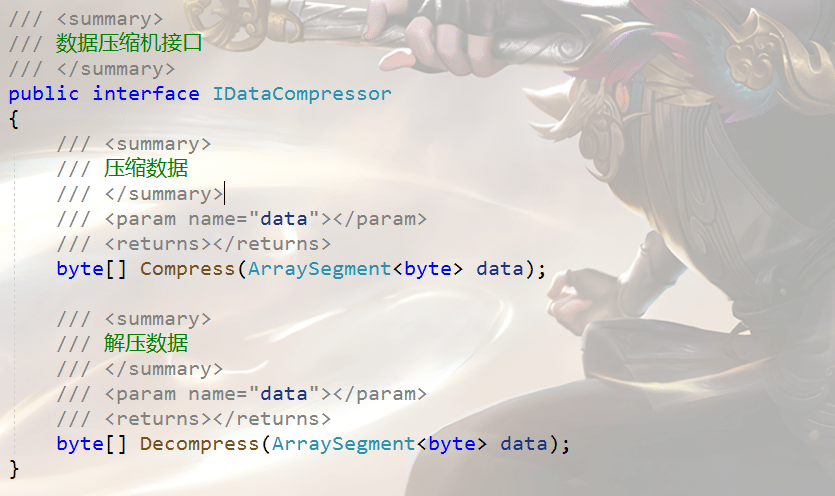 /// <summary>
/// 数据压缩机接口
/// </summary>
public interface IDataCompressor
{
/// <summary>
/// 压缩数据
/// </summary>
/// <param name="data"></param>
/// <returns></returns>
byte[] Compress(ArraySegment<byte> data);
/// <summary>
/// 解压数据
/// </summary>
/// <param name="data"></param>
/// <returns></returns>
byte[] Decompress(ArraySegment<byte> data);
}